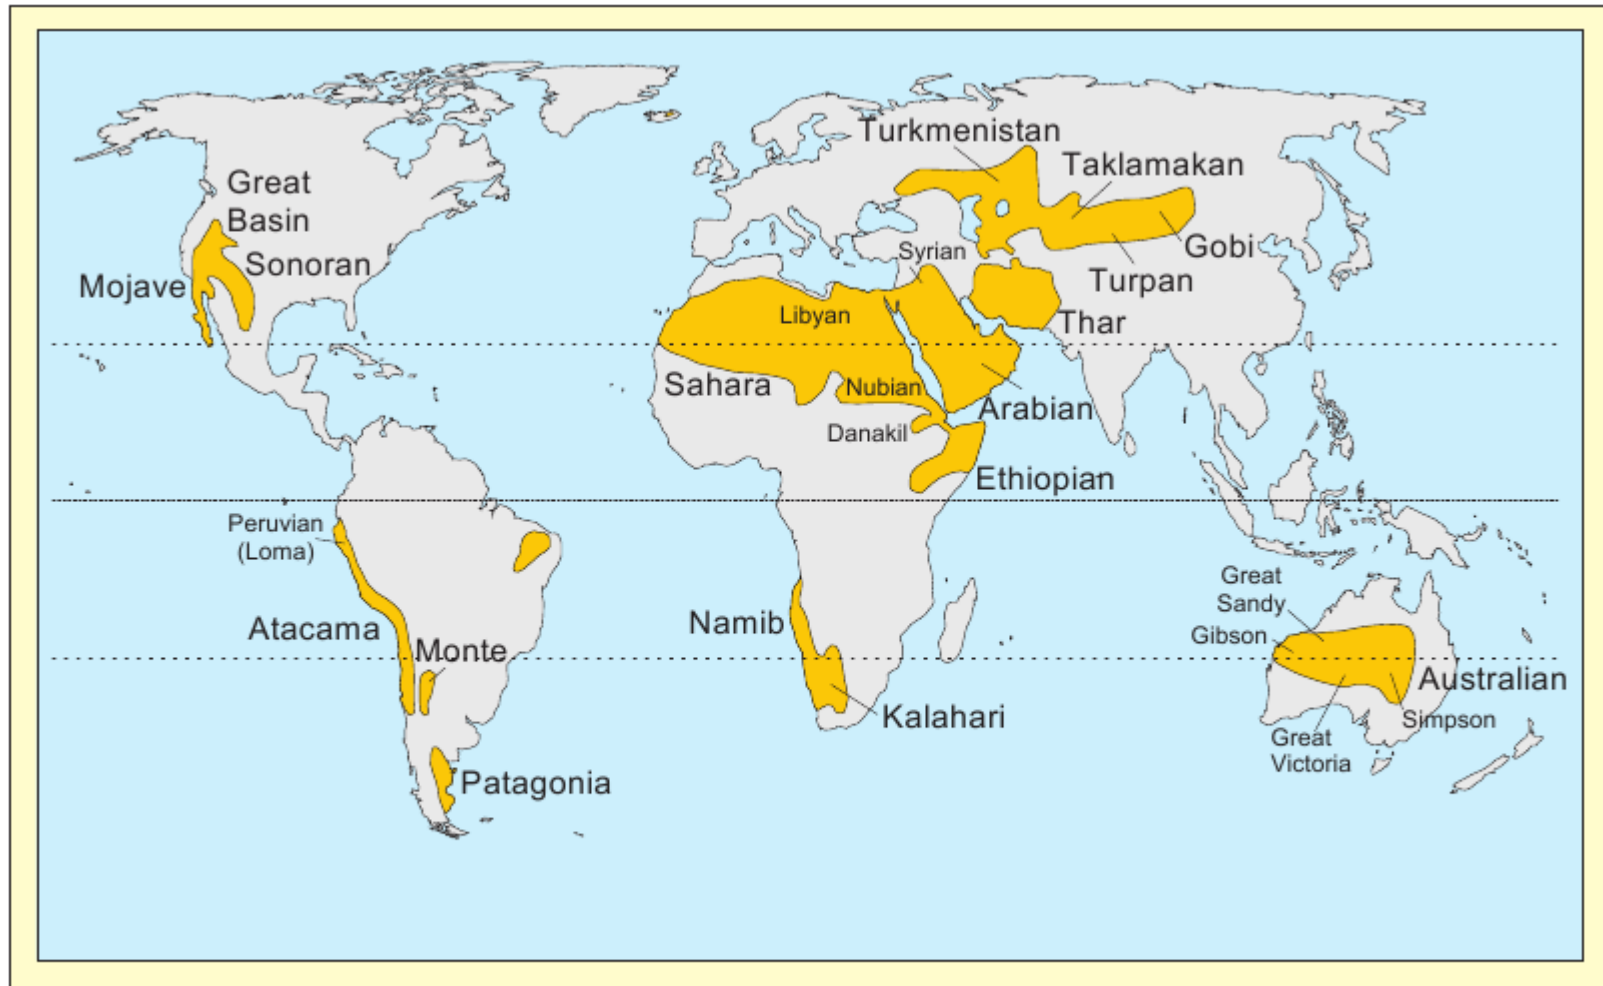 Great
Basin
Sonoran
Mojave
Turkmenistan
Taklamakan
Gobi
Turpan
Syrian
Libyan
Thar
Sahara
Nubian
Arabian
Danakil
Ethiopian
Peruvian
(Loma)
Atacama
Monte
Patagonia
Namib
Kalahari
Great
Sandy
Gibson
Australian
Simpson
Great
Victoria